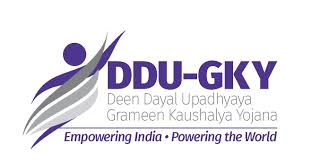 DDU-GKY
Deen Dayal Upadhyaya
Grameen Kaushalya Yojana
Empowering India • Powering the World